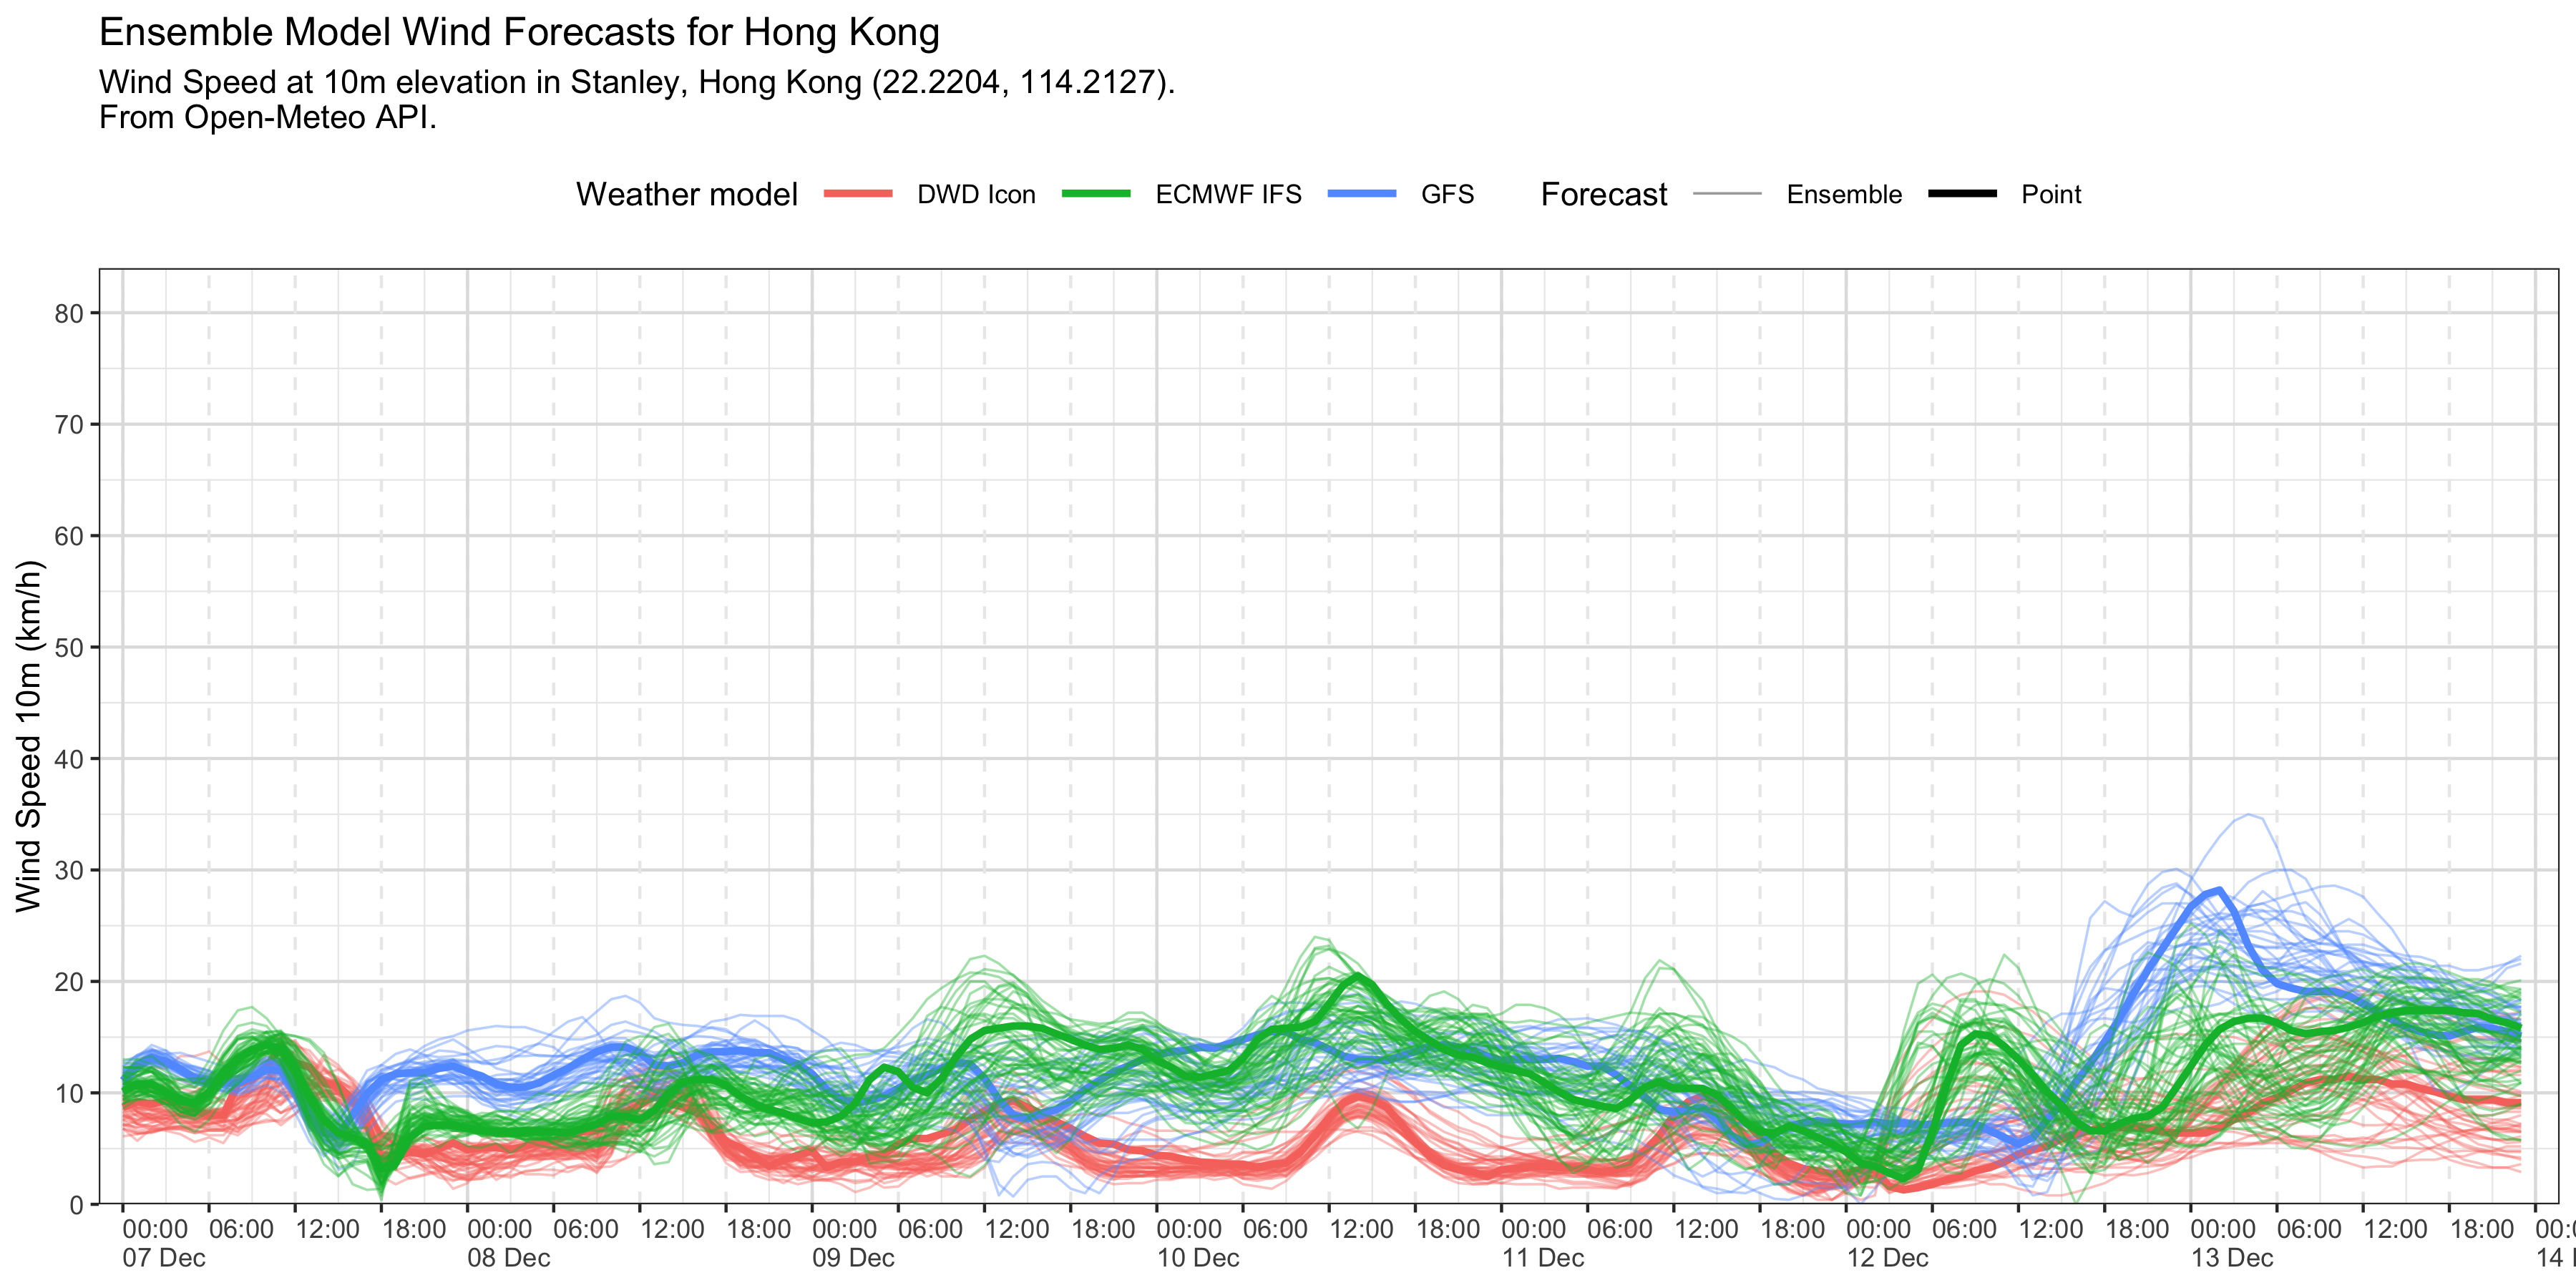 Ensemble Model Wind Forecasts for Hong Kong
Wind Speed at 10m elevation in Stanley, Hong Kong (22.2204, 114.2127).
From Open-Meteo API.
Weather model DWD Icon ECMWF IFS GFS Forecast Ensemble Point
Wind Speed 10m (km/h)
80
70
60
50
40
30
20
10
0
00:00 06:00 12:00 18:00 00:00 06:00 12:00 18:00 00:00 06:00 12:00 18:00 00:00 06:00 12:00 18:00 00:00 06:00 12:00 18:00 00:00 06:00 12:00 18:00 00:00 06:00 12:00 18:00 00:0
07 Dec 08 Dec 09 Dec 10 Dec 11 Dec 12 Dec 13 Dec 14